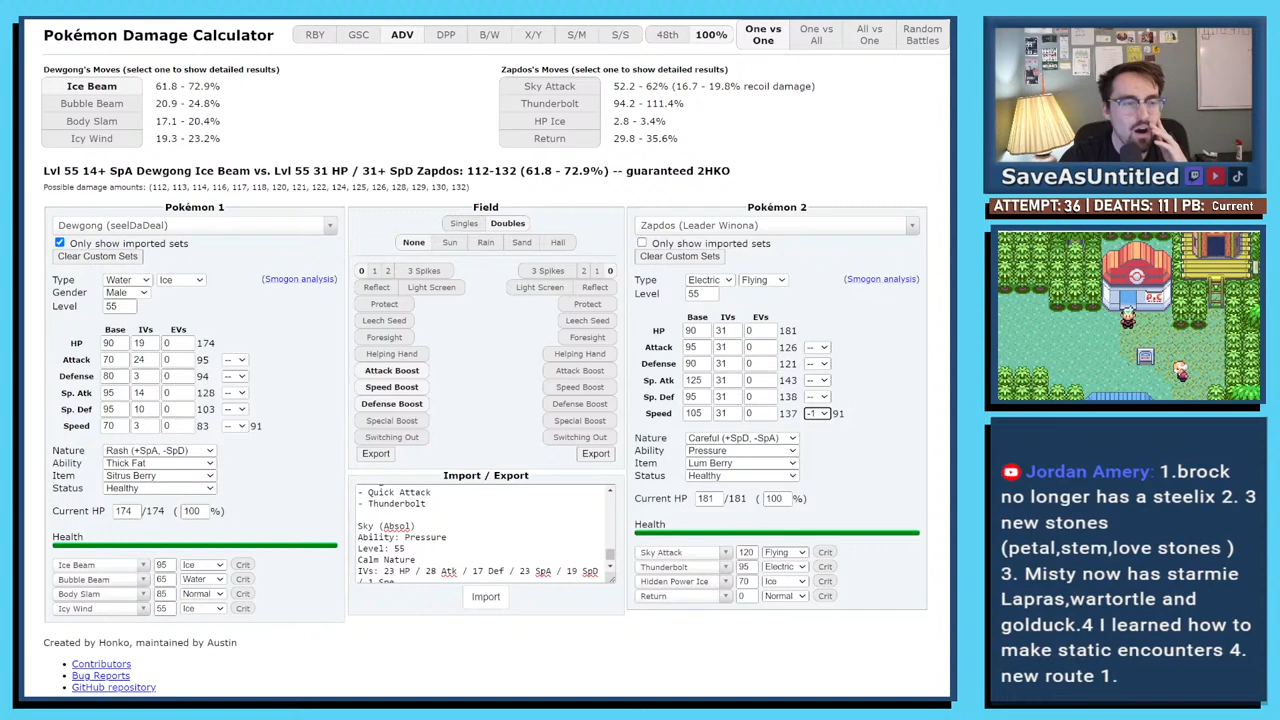 Pokémon Damage Calculator
RBY GSC ADV DPP B/W X/Y S/M S/S 48th 100% One vs One One vs All All vs One Random Battles
Dewgong's Moves (select one to show detailed results)
Ice Beam 61.8 - 72.9%
Bubble Beam 20.9 - 24.8%
Body Slam 17.1 - 20.4%
Icy Wind 19.3 - 23.2%
Zapdos's Moves (select one to show detailed results)
Sky Attack 52.2 - 62% (16.7 - 19.8% recoil damage)
Thunderbolt 94.2 - 111.4%
HP Ice 2.8 - 3.4%
Return 29.8 - 35.6%
Lvl 55 14+ SpA Dewgong Ice Beam vs. Lvl 55 31 HP / 31+ SpD Zapdos: 112-132 (61.8 - 72.9%) -- guaranteed 2HKO
Possible damage amounts: (112, 113, 114, 116, 117, 118, 120, 121, 122, 124, 125, 126, 128, 129, 130, 132)
Pokémon 1
Dewgong (seelDaDeal)
Only show imported sets
Clear Custom Sets
Type Water Ice (Smogon analysis)
Gender Male
Level 55
Base IVs EVs
HP 90 19 0 174
Attack 70 24 0 95 --
Defense 80 3 0 94 --
Sp. Atk 95 14 0 128 --
Sp. Def 95 10 0 103 --
Speed 70 3 0 83 -- 91
Nature Rash (+SpA, -SpD)
Ability Thick Fat
Item Sitrus Berry
Status Healthy
Current HP 174 /174 ( 100 %)
Health
Ice Beam 95 Ice Crit
Bubble Beam 65 Water Crit
Body Slam 85 Normal Crit
Icy Wind 55 Ice Crit
Field
Singles Doubles
None Sun Rain Sand Hail
0 1 2 3 Spikes 3 Spikes 2 1 0
Reflect Light Screen Light Screen Reflect
Protect Protect
Leech Seed Leech Seed
Foresight Foresight
Helping Hand Helping Hand
Attack Boost Attack Boost
Speed Boost Speed Boost
Defense Boost Defense Boost
Special Boost Special Boost
Switching Out Switching Out
Export Export
Import / Export
- Quick Attack
- Thunderbolt
Sky (Absol)
Ability: Pressure
Level: 55
Calm Nature
IVs: 23 HP / 28 Atk / 17 Def / 23 SpA / 19 SpD
/ 1 Spe
Import
Pokémon 2
Zapdos (Leader Winona)
Only show imported sets
Clear Custom Sets
Type Electric Flying (Smogon analysis)
Level 55
Base IVs EVs
HP 90 31 0 181
Attack 95 31 0 126 --
Defense 90 31 0 121 --
Sp. Atk 125 31 0 143 --
Sp. Def 95 31 0 138 --
Speed 105 31 0 137 -1 91
Nature Careful (+SpD, -SpA)
Ability Pressure
Item Lum Berry
Status Healthy
Current HP 181 /181 ( 100 %)
Health
Sky Attack 120 Flying Crit
Thunderbolt 95 Electric Crit
Hidden Power Ice 70 Ice Crit
Return 0 Normal Crit
Created by Honko, maintained by Austin
Contributors
Bug Reports
GitHub repository
SaveAsUntitled
ATTEMPT: 36 | DEATHS: 11 | PB: Current
P.C
Jordan Amery: 1.brock
no longer has a steelix 2. 3
new stones
(petal,stem,love stones )
3. Misty now has starmie
Lapras,wartortle and
golduck.4 I learned how to
make static encounters 4.
new route 1.